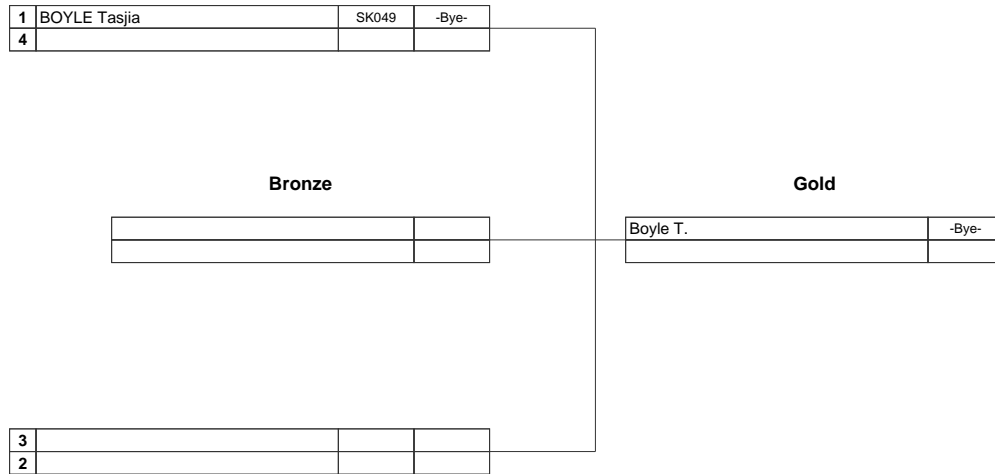 1 BOYLE Tasjia SK049 -Bye-
4
Bronze
Gold
Boyle T. -Bye-
3
2